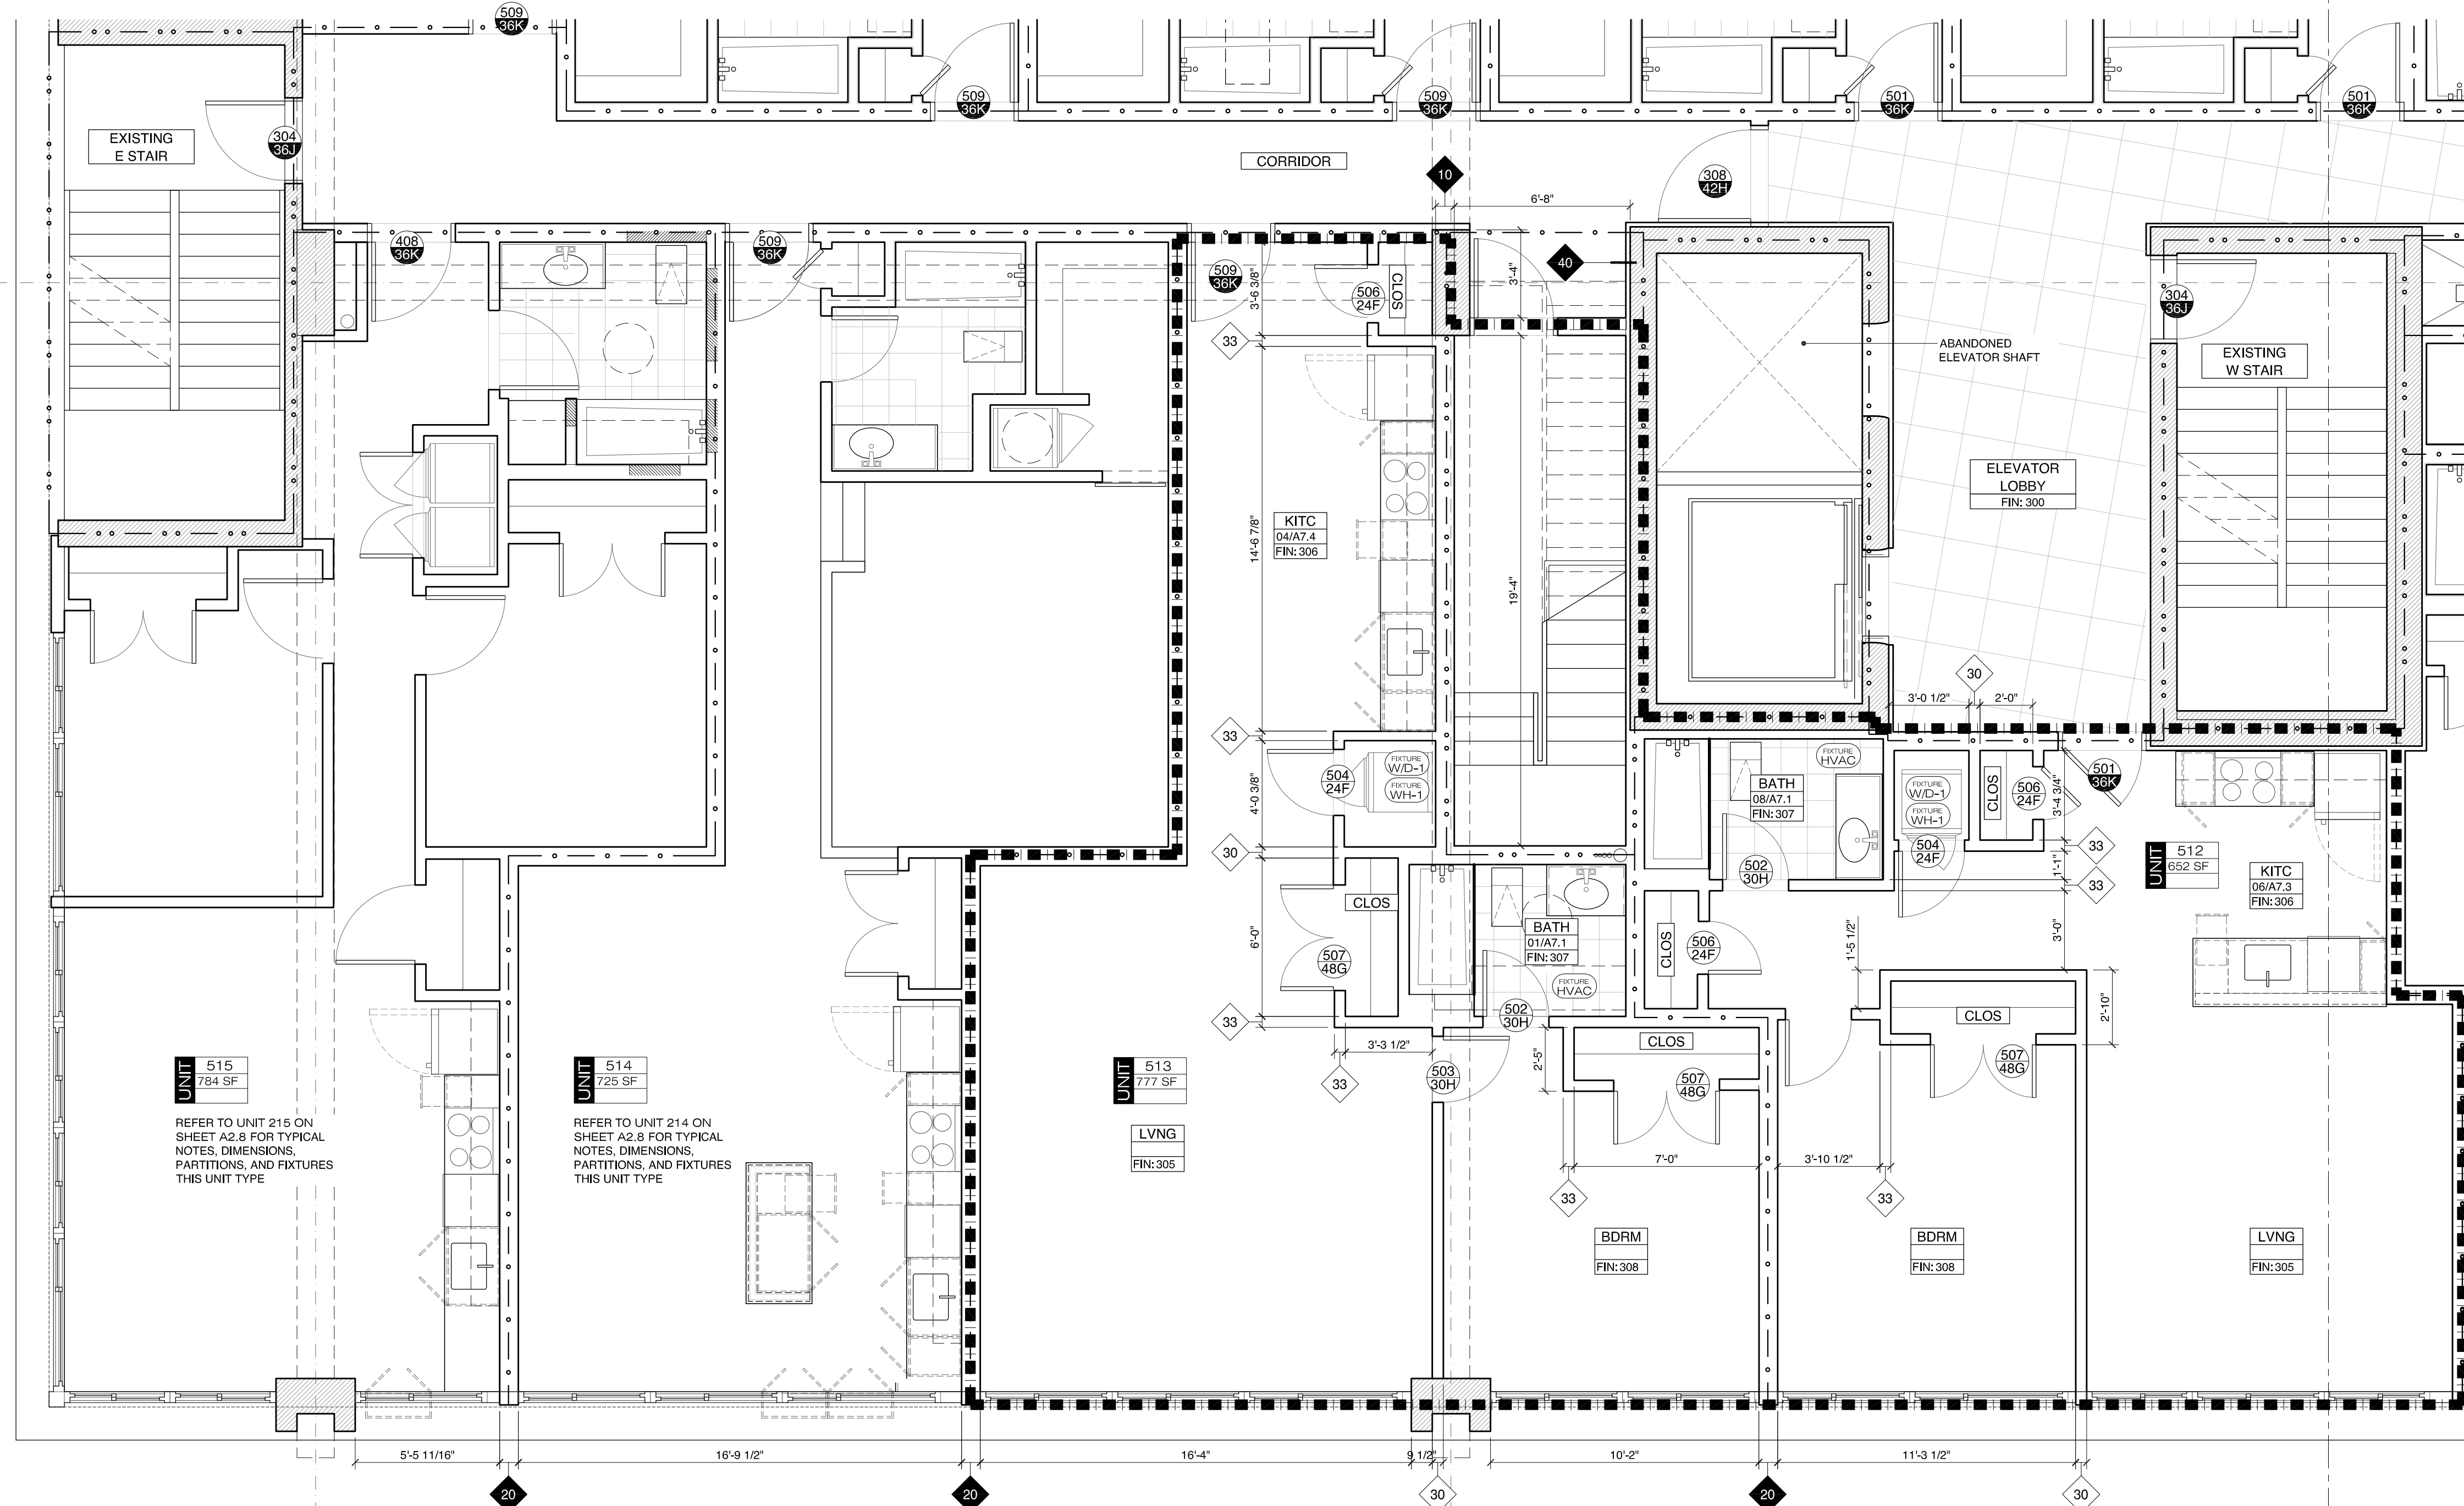 509
36K
EXISTING
E STAIR
304
36J
509
36K
509
36K
501
36K
501
36K
CORRIDOR
10
6'-8"
308
42H
408
36K
509
36K
509
36K
3'-6 3/8"
506
24F
CLOS
3'-4"
40
304
36J
33
ABANDONED
ELEVATOR SHAFT
EXISTING
W STAIR
ELEVATOR
LOBBY
FIN: 300
KITC
04/A7.4
FIN: 306
14'-6 7/8"
19'-4"
30
3'-0 1/2"
2'-0"
33
504
24F
FIXTURE
W/D-1
FIXTURE
WH-1
4'-0 3/8"
30
FIXTURE
HVAC
BATH
08/A7.1
FIN: 307
FIXTURE
W/D-1
FIXTURE
WH-1
CLOS
506
24F
3'-4 3/4"
501
36K
504
24F
33
1'-1"
33
502
30H
UNIT
512
652 SF
KITC
06/A7.3
FIN: 306
CLOS
6'-0"
507
48G
BATH
01/A7.1
FIN: 307
FIXTURE
HVAC
CLOS
506
24F
1'-5 1/2"
3'-0"
33
502
30H
CLOS
2'-10"
3'-3 1/2"
33
503
30H
2'-5"
CLOS
507
48G
507
48G
UNIT
515
784 SF
REFER TO UNIT 215 ON
SHEET A2.8 FOR TYPICAL
NOTES, DIMENSIONS,
PARTITIONS, AND FIXTURES
THIS UNIT TYPE
UNIT
514
725 SF
REFER TO UNIT 214 ON
SHEET A2.8 FOR TYPICAL
NOTES, DIMENSIONS,
PARTITIONS, AND FIXTURES
THIS UNIT TYPE
UNIT
513
777 SF
LVNG
FIN: 305
7'-0"
33
3'-10 1/2"
33
BDRM
FIN: 308
BDRM
FIN: 308
LVNG
FIN: 305
5'-5 11/16"
16'-9 1/2"
16'-4"
9 1/2"
10'-2"
11'-3 1/2"
20
20
30
20
30